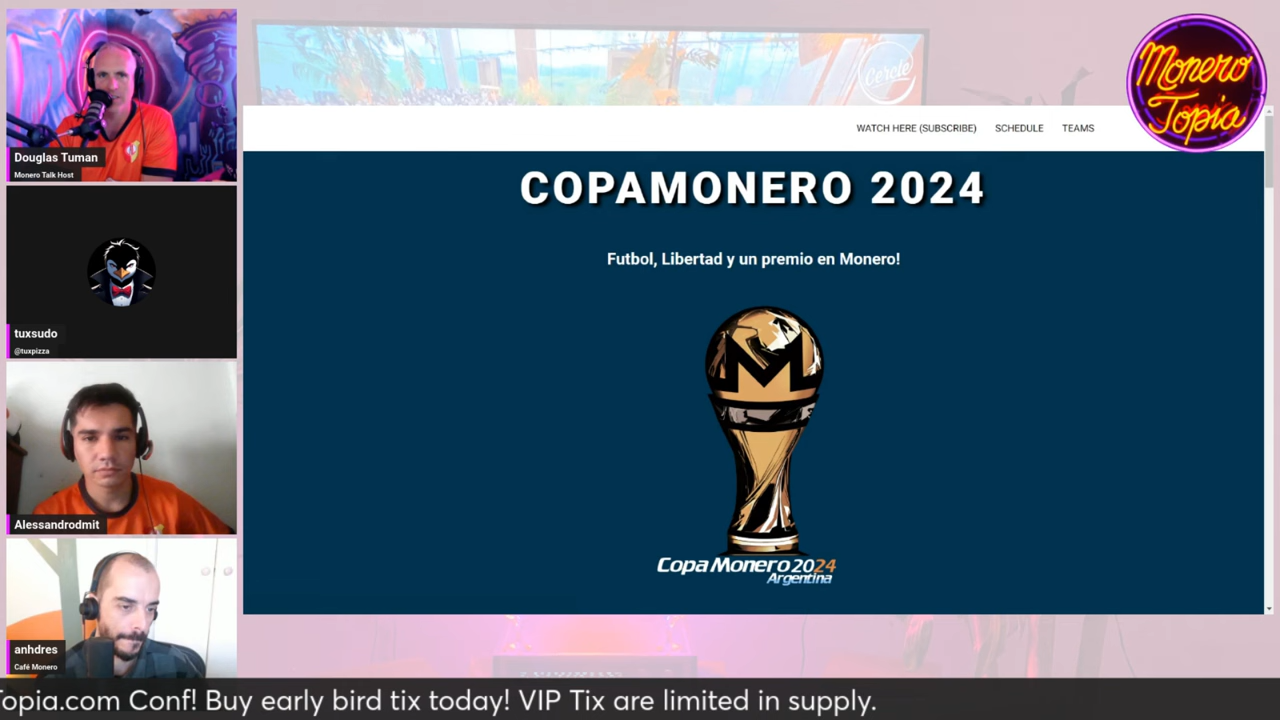 Cerele
Monero
Topia
WATCH HERE (SUBSCRIBE) SCHEDULE TEAMS
COPAMONERO 2024
Futbol, Libertad y un premio en Monero!
M
Copa Monero 2024
Argentina
Douglas Tuman
Monero Talk Host
tuxsudo
@tuxpizza
Alessandrodmit
anhdres
Café Monero
Topia.com Conf! Buy early bird tix today! VIP Tix are limited in supply.